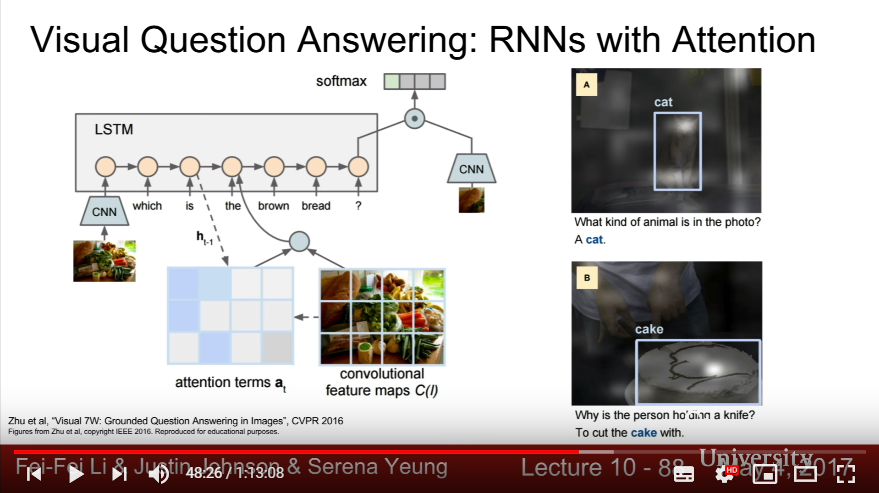 Visual Question Answering: RNNs with Attention
softmax
LSTM
CNN
which
is
the
brown
bread
?
CNN
h t-1
attention terms a t
convolutional
feature maps C(I)
A
cat
What kind of animal is in the photo?
A cat.
B
cake
Why is the person holding a knife?
To cut the cake with.
Zhu et al, “Visual 7W: Grounded Question Answering in Images”, CVPR 2016
Figures from Zhu et al, copyright IEEE 2016. Reproduced for educational purposes.
Fei-Fei Li & Justin Johnson & Serena Yeung
Lecture 10 - 88
University
4, 2017
48:26 / 1:13:08
HD